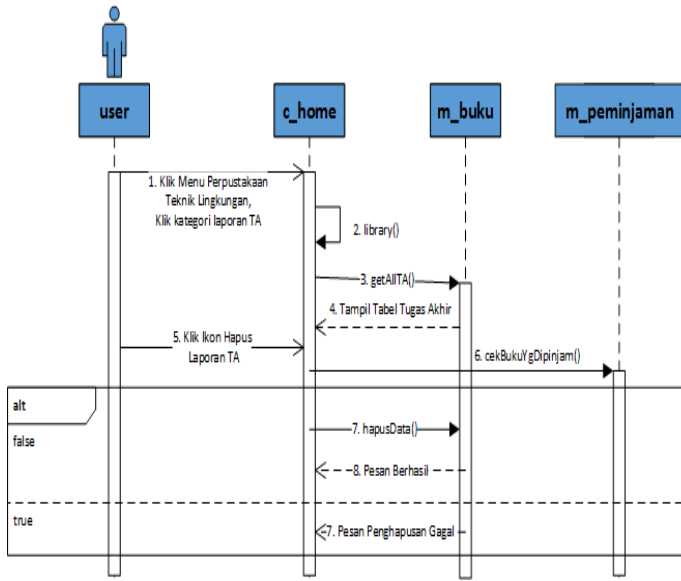 user
c_home
m_buku
m_peminjaman
1. Klik Menu Perpustakaan
Teknik Lingkungan,
Klik kategori laporan TA
2. library()
3. getAllTA()
4. Tampil Tabel Tugas Akhir
5. Klik Ikon Hapus
Laporan TA
6. cekBukuYgDipinjam()
alt
false
7. hapusData()
8. Pesan Berhasil
true
7. Pesan Penghapusan Gagal